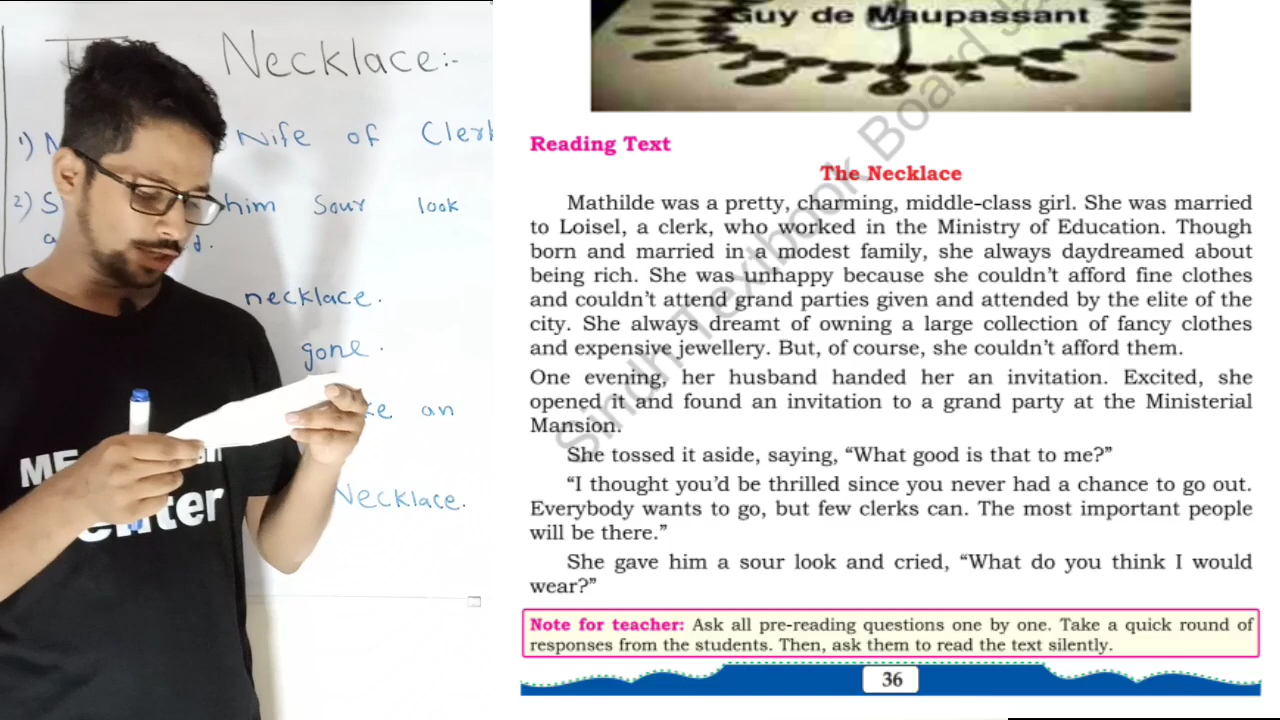 Necklace:-
1) Nife of Clerk
2) S him Sour look
necklace.
gone.
an
Necklace.
ME
Guy de Maupassant
Reading Text
The Necklace
Mathilde was a pretty, charming, middle-class girl. She was married
to Loisel, a clerk, who worked in the Ministry of Education. Though
born and married in a modest family, she always daydreamed about
being rich. She was unhappy because she couldn't afford fine clothes
and couldn't attend grand parties given and attended by the elite of the
city. She always dreamt of owning a large collection of fancy clothes
and expensive jewellery. But, of course, she couldn't afford them.
One evening, her husband handed her an invitation. Excited, she
opened it and found an invitation to a grand party at the Ministerial
Mansion.
She tossed it aside, saying, “What good is that to me?”
“I thought you'd be thrilled since you never had a chance to go out.
Everybody wants to go, but few clerks can. The most important people
will be there.”
She gave him a sour look and cried, “What do you think I would
wear?”
Note for teacher: Ask all pre-reading questions one by one. Take a quick round of
responses from the students. Then, ask them to read the text silently.
36
Sindh Textbook Board